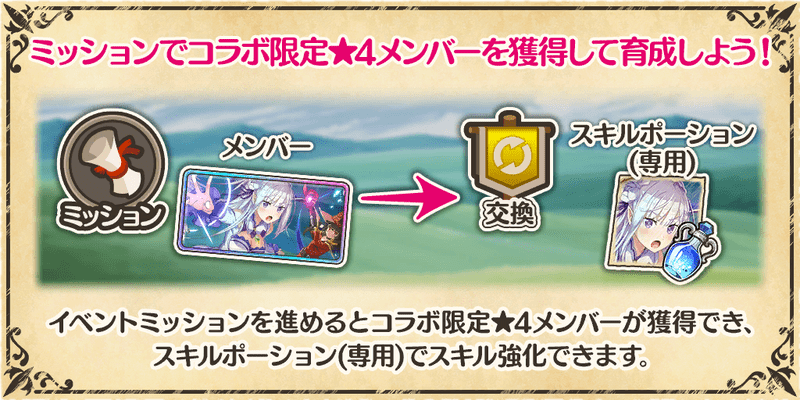 ミッションでコラボ限定★4メンバーを獲得して育成しよう！
ミッション
メンバー
交換
スキルポーション
(専用)
イベントミッションを進めるとコラボ限定★4メンバーが獲得でき、
スキルポーション(専用)でスキル強化できます。